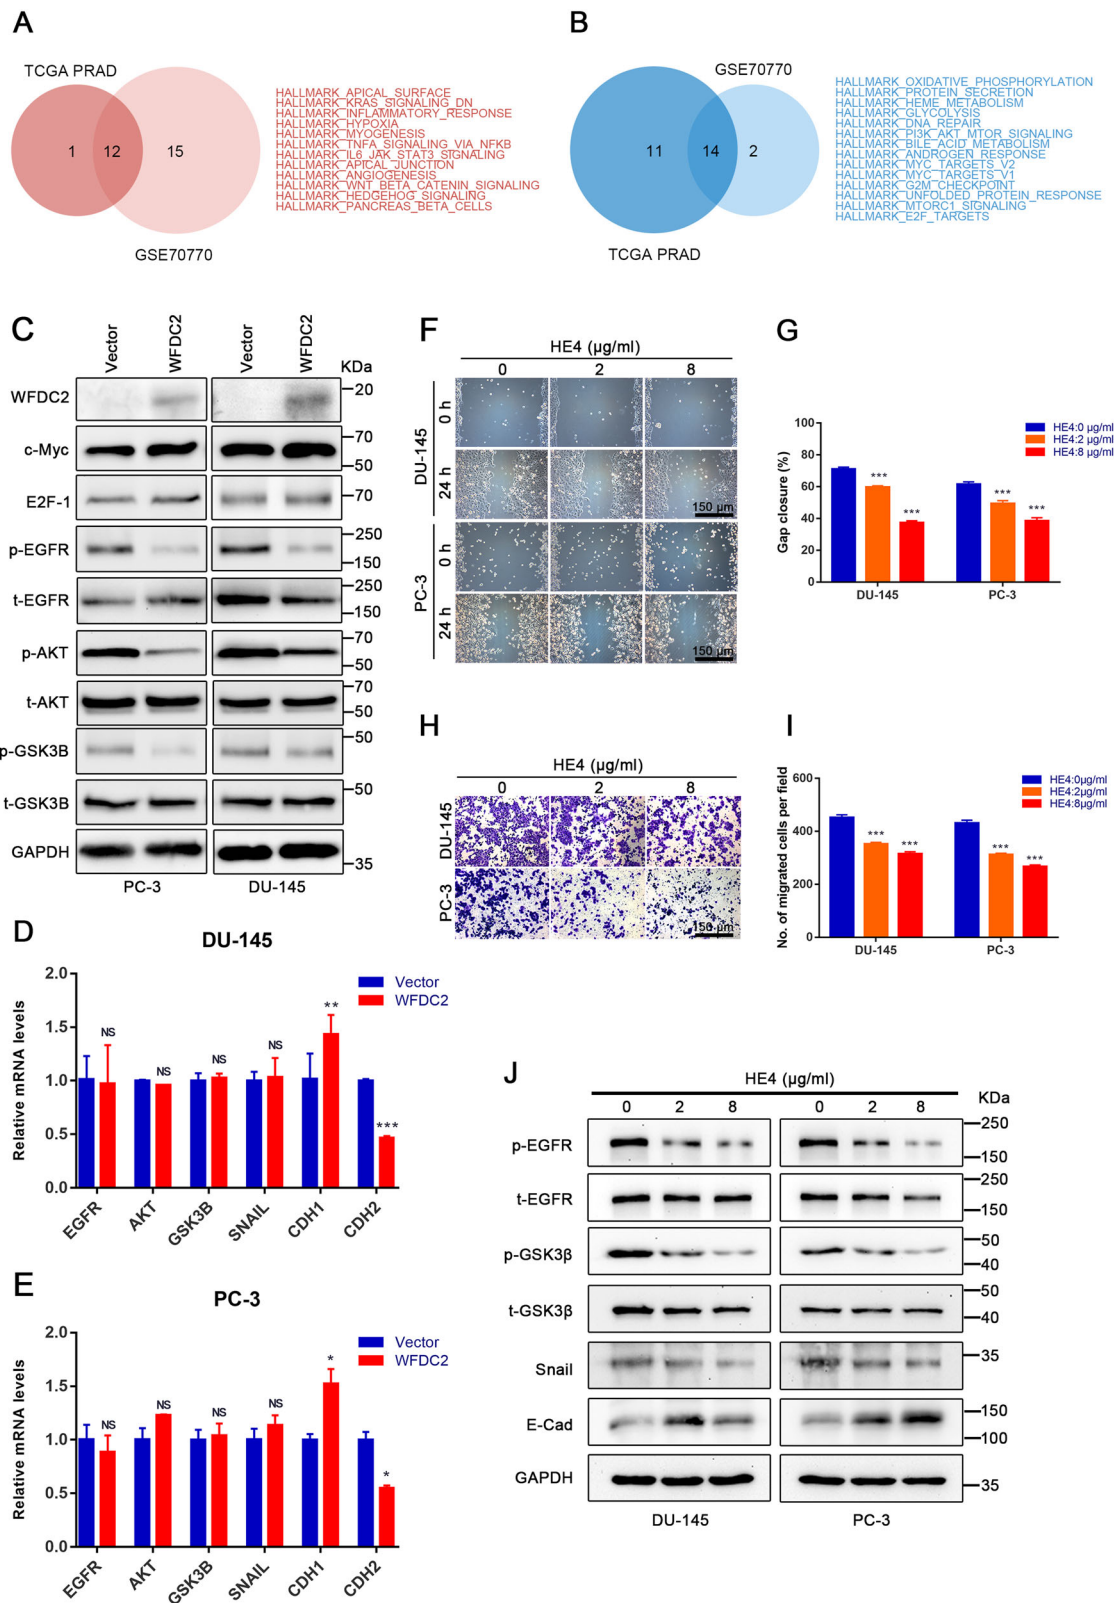 A
TCGA PRAD
1
12
15
GSE70770
HALLMARK_APICAL_SURFACE
HALLMARK_KRAS_SIGNALING_DN
HALLMARK_INFLAMMATORY_RESPONSE
HALLMARK_HYPOXIA
HALLMARK_MYOGENESIS
HALLMARK_TNFA_SIGNALING_VIA_NFKB
HALLMARK_IL6_JAK_STAT3_SIGNALING
HALLMARK_APICAL_JUNCTION
HALLMARK_ANGIOGENESIS
HALLMARK_WNT_BETA_CATENIN_SIGNALING
HALLMARK_HEDGEHOG_SIGNALING
HALLMARK_PANCREAS_BETA_CELLS
B
GSE70770
11
14
2
TCGA PRAD
HALLMARK_OXIDATIVE_PHOSPHORYLATION
HALLMARK_PROTEIN_SECRETION
HALLMARK_HEME_METABOLISM
HALLMARK_GLYCOLYSIS
HALLMARK_DNA_REPAIR
HALLMARK_PI3K_AKT_MTOR_SIGNALING
HALLMARK_BILE_ACID_METABOLISM
HALLMARK_ANDROGEN_RESPONSE
HALLMARK_MYC_TARGETS_V2
HALLMARK_MYC_TARGETS_V1
HALLMARK_G2M_CHECKPOINT
HALLMARK_UNFOLDED_PROTEIN_RESPONSE
HALLMARK_MTORC1_SIGNALING
HALLMARK_E2F_TARGETS
C
Vector WFDC2 Vector WFDC2
KDa
WFDC2 20
c-Myc 70
50
E2F-1 70
p-EGFR 250
150
t-EGFR 250
150
p-AKT 70
50
t-AKT 70
50
p-GSK3B 50
t-GSK3B 50
GAPDH
35
PC-3 DU-145
D
DU-145
Relative mRNA levels
2.0
1.5
1.0
0.5
0.0
Vector
WFDC2
NS NS NS NS ** ***
EGFR AKT GSK3B SNAIL CDH1 CDH2
E
PC-3
Relative mRNA levels
2.0
1.5
1.0
0.5
0.0
Vector
WFDC2
NS NS NS NS * *
EGFR AKT GSK3B SNAIL CDH1 CDH2
F
HE4 (μg/ml)
0 2 8
DU-145
0 h
24 h
150 μm
PC-3
0 h
24 h
150 μm
G
Gap closure (%)
100
80
60
40
20
0
HE4:0 μg/ml
HE4:2 μg/ml
HE4:8 μg/ml
*** *** *** ***
DU-145 PC-3
H
HE4 (μg/ml)
0 2 8
DU-145
PC-3
150 μm
I
No. of migrated cells per field
600
400
200
0
HE4:0μg/ml
HE4:2μg/ml
HE4:8μg/ml
*** *** *** ***
DU-145 PC-3
J
HE4 (μg/ml)
0 2 8 0 2 8
KDa
p-EGFR 250
150
t-EGFR 250
150
p-GSK3β 50
40
t-GSK3β 50
40
Snail 35
E-Cad 150
100
GAPDH 35
DU-145 PC-3